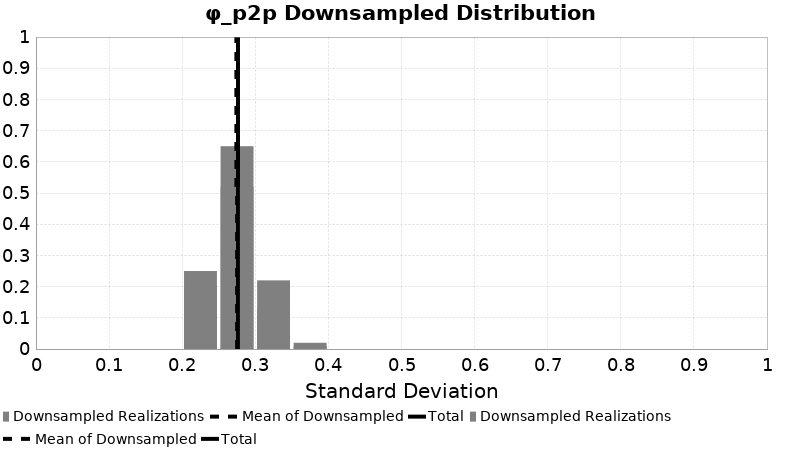 φ_p2p Downsampled Distribution
1
0.9
0.8
0.7
0.6
0.5
0.4
0.3
0.2
0.1
0
0 0.1 0.2 0.3 0.4 0.5 0.6 0.7 0.8 0.9 1
Standard Deviation
Downsampled Realizations Mean of Downsampled Total Downsampled Realizations
Mean of Downsampled Total